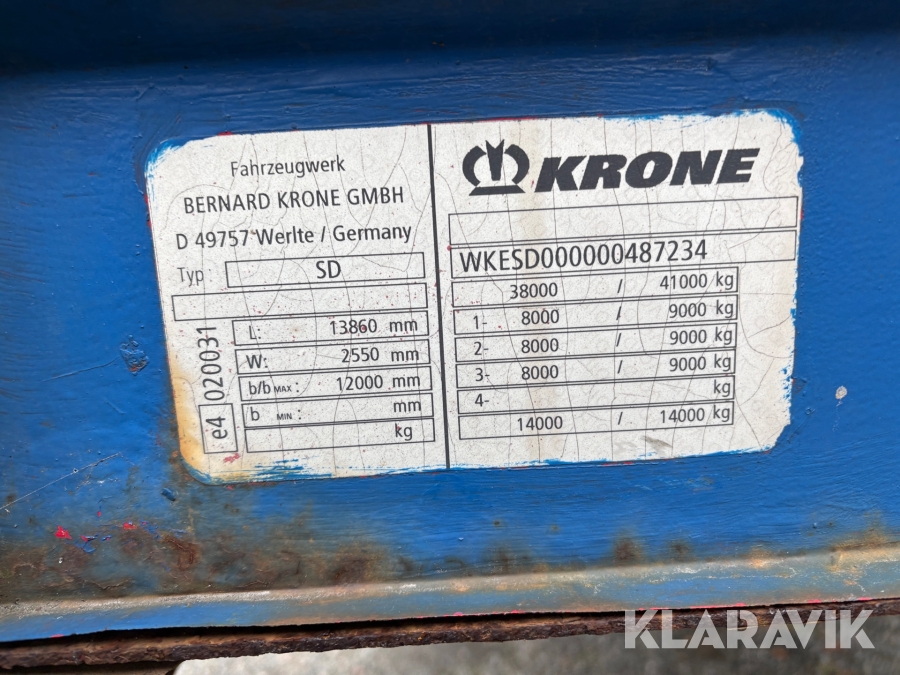 Fahrzeugwerk
BERNARD KRONE GMBH
D 49757 Werlte / Germany
Typ : SD
L: 13860 mm
W: 2550 mm
b/b MAX : 12000 mm
b MIN : mm
kg
e4 020031
KRONE
WKESD000000487234
38000 / 41000 kg
1- 8000 / 9000 kg
2- 8000 / 9000 kg
3- 8000 / 9000 kg
4- kg
14000 / 14000 kg
KLARAVIK